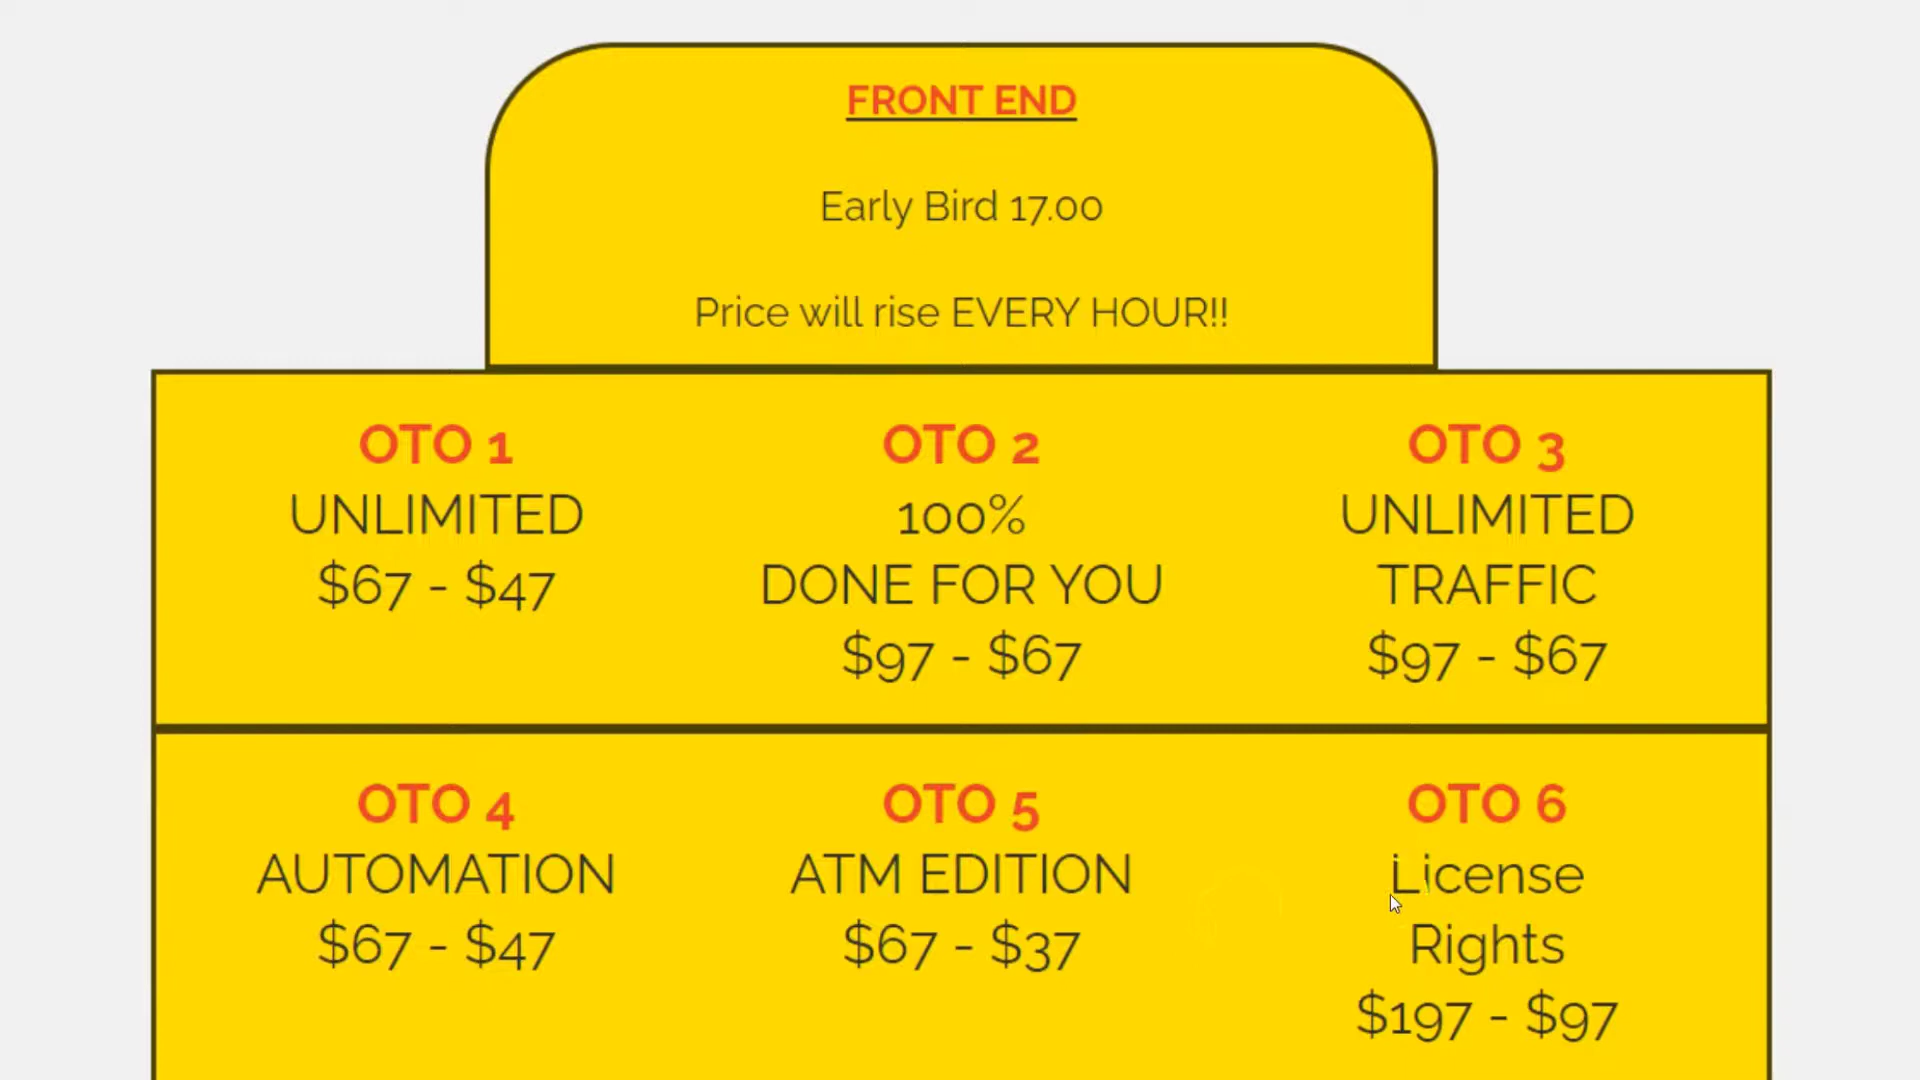 FRONT END
Early Bird 17.00
Price will rise EVERY HOUR!!
OTO 1
UNLIMITED
$67 - $47
OTO 2
100%
DONE FOR YOU
$97 - $67
OTO 3
UNLIMITED
TRAFFIC
$97 - $67
OTO 4
AUTOMATION
$67 - $47
OTO 5
ATM EDITION
$67 - $37
OTO 6
License
Rights
$197 - $97